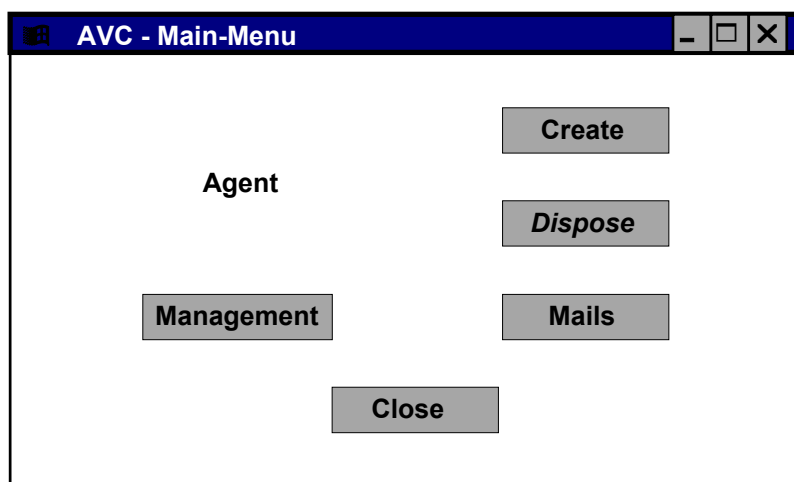 AVC - Main-Menu
Create
Agent
Dispose
Management
Mails
Close